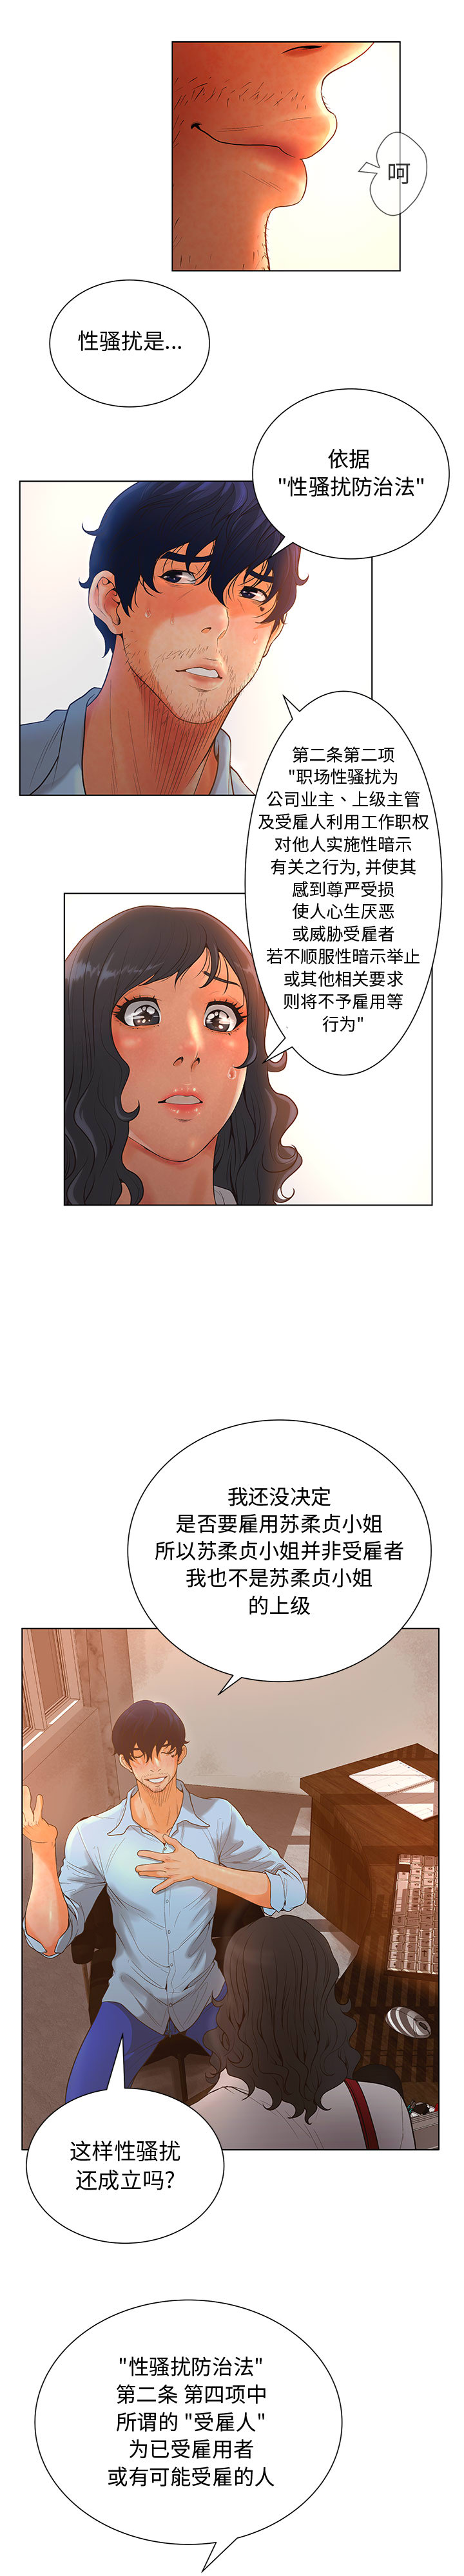 呵
性骚扰是...
依据
"性骚扰防治法"
第二条第二项
"职场性骚扰为
公司业主、上级主管
及受雇人利用工作职权
对他人实施性暗示
有关之行为, 并使其
感到尊严受损
使人心生厌恶
或威胁受雇者
若不顺服性暗示举止
或其他相关要求
则将不予雇用等
行为"
我还没决定
是否要雇用苏柔贞小姐
所以苏柔贞小姐并非受雇者
我也不是苏柔贞小姐
的上级
这样性骚扰
还成立吗?
"性骚扰防治法"
第二条 第四项中
所谓的 "受雇人"
为已受雇用者
或有可能受雇的人